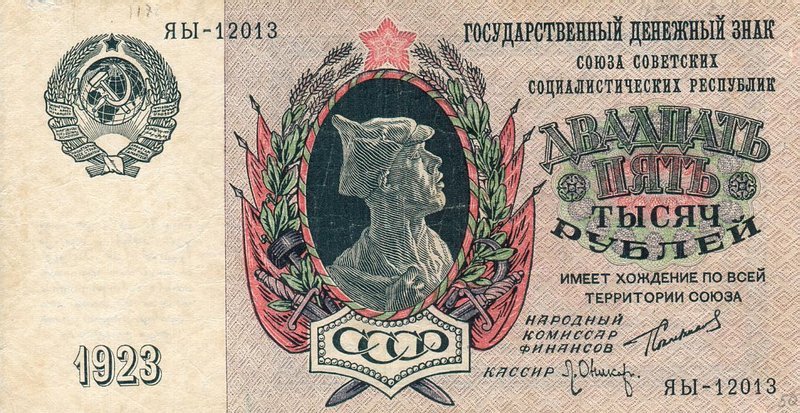 ЯЫ-12013
ГОСУДАРСТВЕННЫЙ ДЕНЕЖНЫЙ ЗНАК
СОЮЗА СОВЕТСКИХ
СОЦИАЛИСТИЧЕСКИХ РЕСПУБЛИК
ДВАДЦАТЬ
ПЯТЬ
ТЫСЯЧ
РУБЛЕЙ
ИМЕЕТ ХОЖДЕНИЕ ПО ВСЕЙ
ТЕРРИТОРИИ СОЮЗА
НАРОДНЫЙ
КОМИССАР
ФИНАНСОВ
КАССИР
ЯЫ-12013
СССР
1923